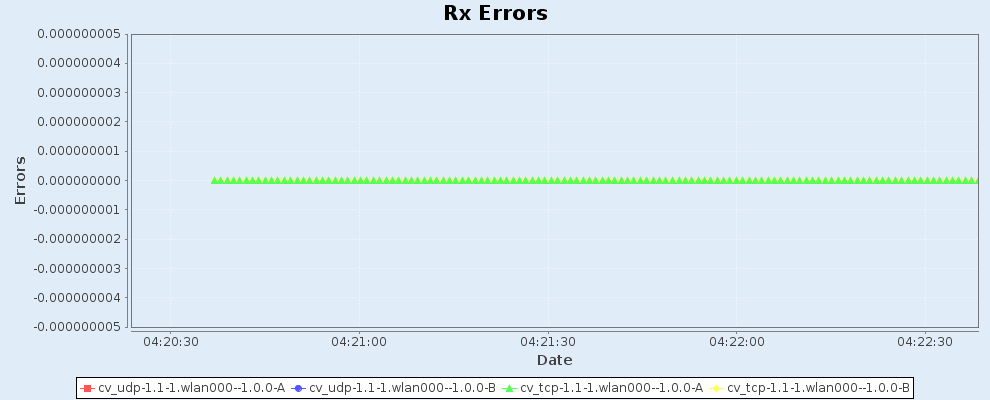 Rx Errors
0.000000005
0.000000004
0.000000003
0.000000002
0.000000001
0.000000000
-0.000000001
-0.000000002
-0.000000003
-0.000000004
-0.000000005
Errors
04:20:30 04:21:00 04:21:30 04:22:00 04:22:30
Date
cv_udp-1.1-1.wlan000--1.0.0-A cv_udp-1.1-1.wlan000--1.0.0-B cv_tcp-1.1-1.wlan000--1.0.0-A cv_tcp-1.1-1.wlan000--1.0.0-B